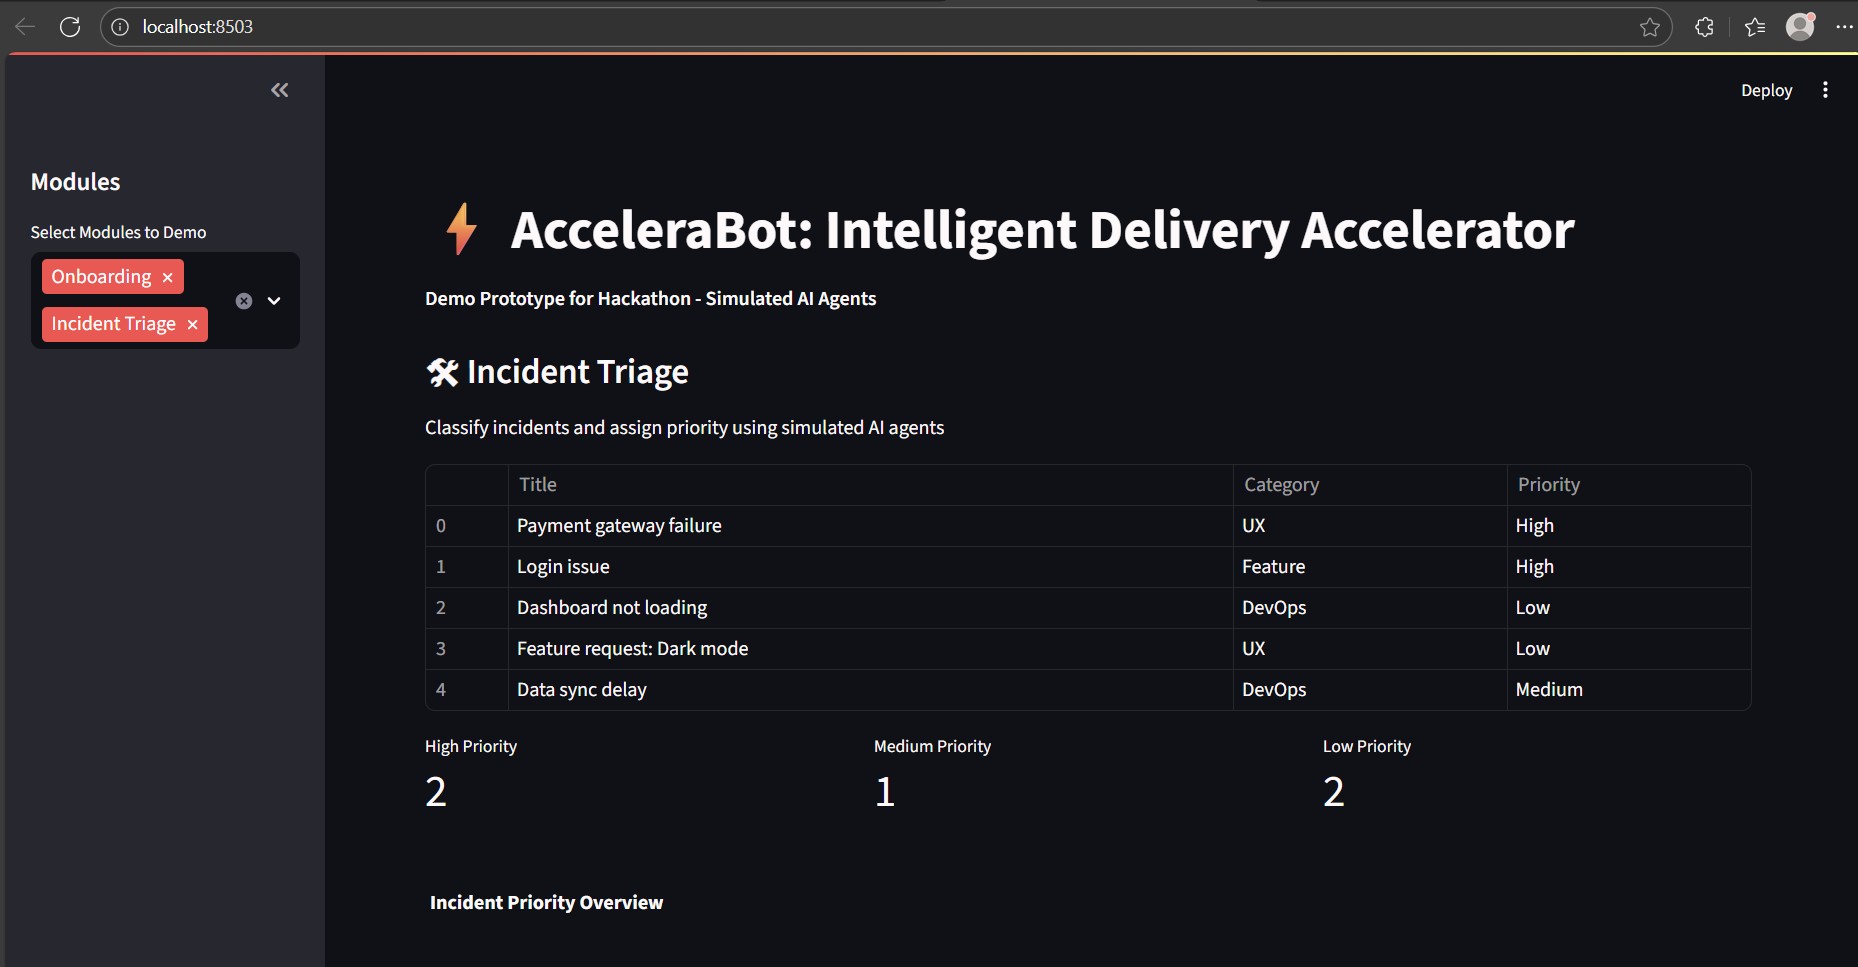 localhost:8503
Deploy
Modules
Select Modules to Demo
Onboarding ×
Incident Triage ×
⚡ AcceleraBot: Intelligent Delivery Accelerator
Demo Prototype for Hackathon - Simulated AI Agents
🛠 Incident Triage
Classify incidents and assign priority using simulated AI agents
Title Category Priority
0 Payment gateway failure UX High
1 Login issue Feature High
2 Dashboard not loading DevOps Low
3 Feature request: Dark mode UX Low
4 Data sync delay DevOps Medium
High Priority Medium Priority Low Priority
2 1 2
Incident Priority Overview